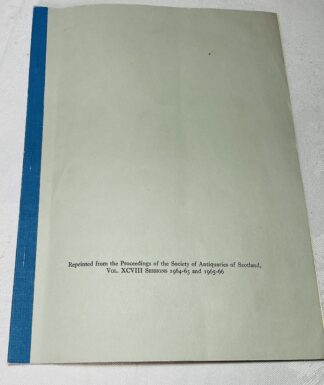 Reprinted from the Proceedings of the Society of Antiquaries of Scotland,
Vol. XCVIII Sessions 1964-65 and 1965-66